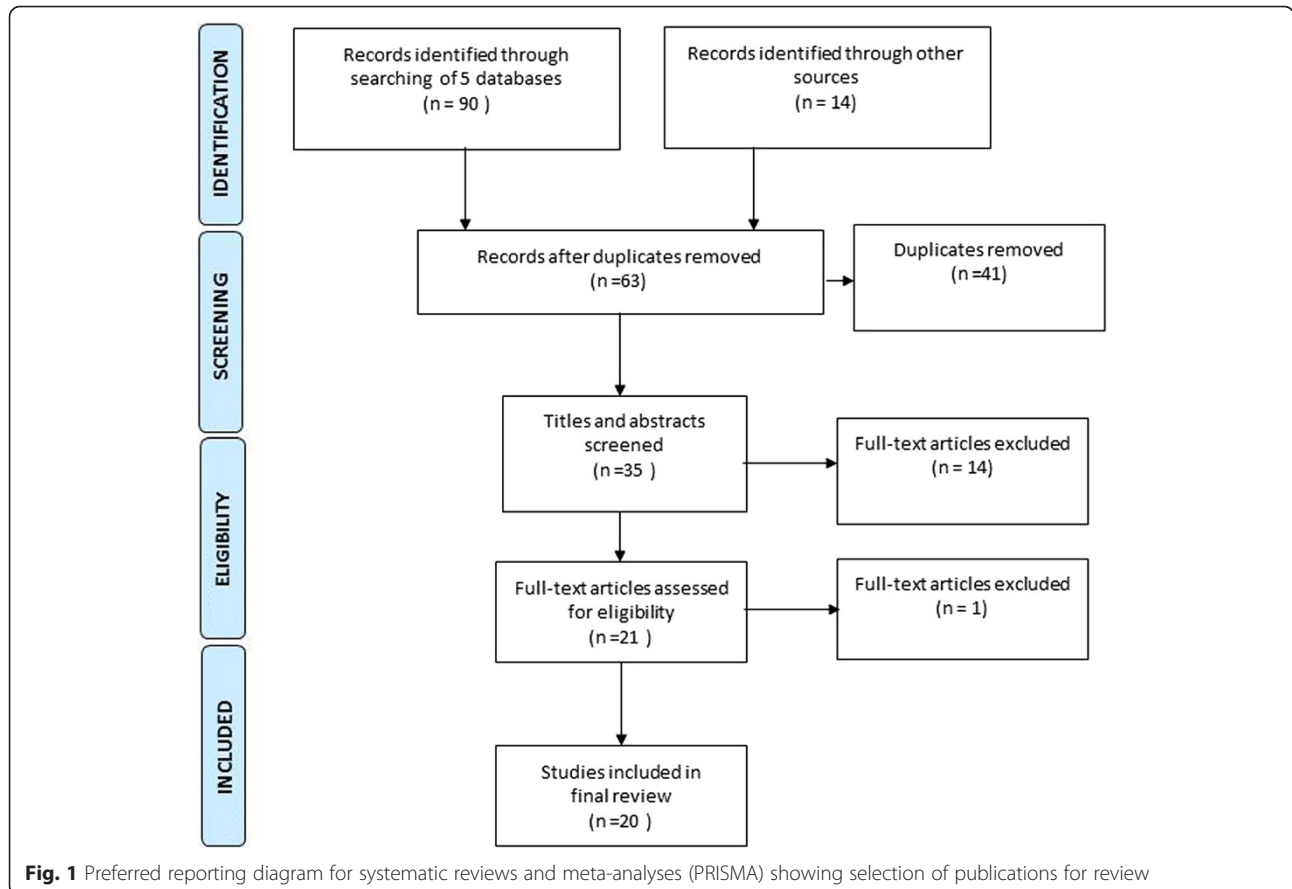 IDENTIFICATION
Records identified through
searching of 5 databases
(n = 90 )
Records identified through other
sources
(n = 14)
SCREENING
Records after duplicates removed
(n =63)
Duplicates removed
(n =41)
Titles and abstracts
screened
(n =35 )
Full-text articles excluded
(n = 14)
ELIGIBILITY
Full-text articles assessed
for eligibility
(n =21 )
Full-text articles excluded
(n = 1)
INCLUDED
Studies included in
final review
(n =20 )
Fig. 1 Preferred reporting diagram for systematic reviews and meta-analyses (PRISMA) showing selection of publications for review